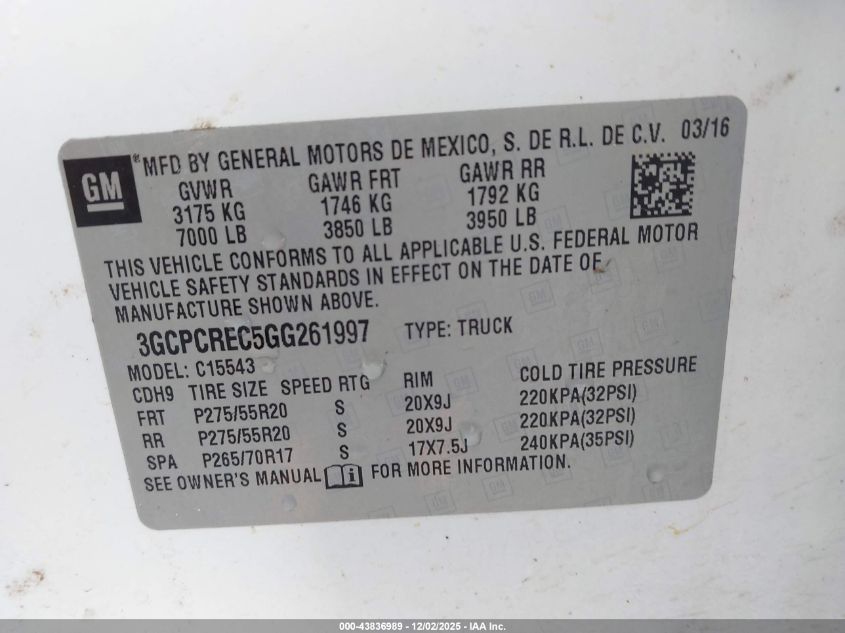 GM
® MFD BY GENERAL MOTORS DE MEXICO, S. DE R.L. DE C.V. 03/16
GVWR GAWR FRT GAWR RR
3175 KG 1746 KG 1792 KG
7000 LB 3850 LB 3950 LB
THIS VEHICLE CONFORMS TO ALL APPLICABLE U.S. FEDERAL MOTOR
VEHICLE SAFETY STANDARDS IN EFFECT ON THE DATE OF
MANUFACTURE SHOWN ABOVE.
3GCPCREC5GG261997 TYPE: TRUCK
MODEL: C15543
CDH9 TIRE SIZE SPEED RTG RIM COLD TIRE PRESSURE
FRT P275/55R20 S 20X9J 220KPA(32PSI)
RR P275/55R20 S 20X9J 220KPA(32PSI)
SPA P265/70R17 S 17X7.5J 240KPA(35PSI)
SEE OWNER'S MANUAL FOR MORE INFORMATION.
000-43836989 - 12/02/2025 - IAA Inc.